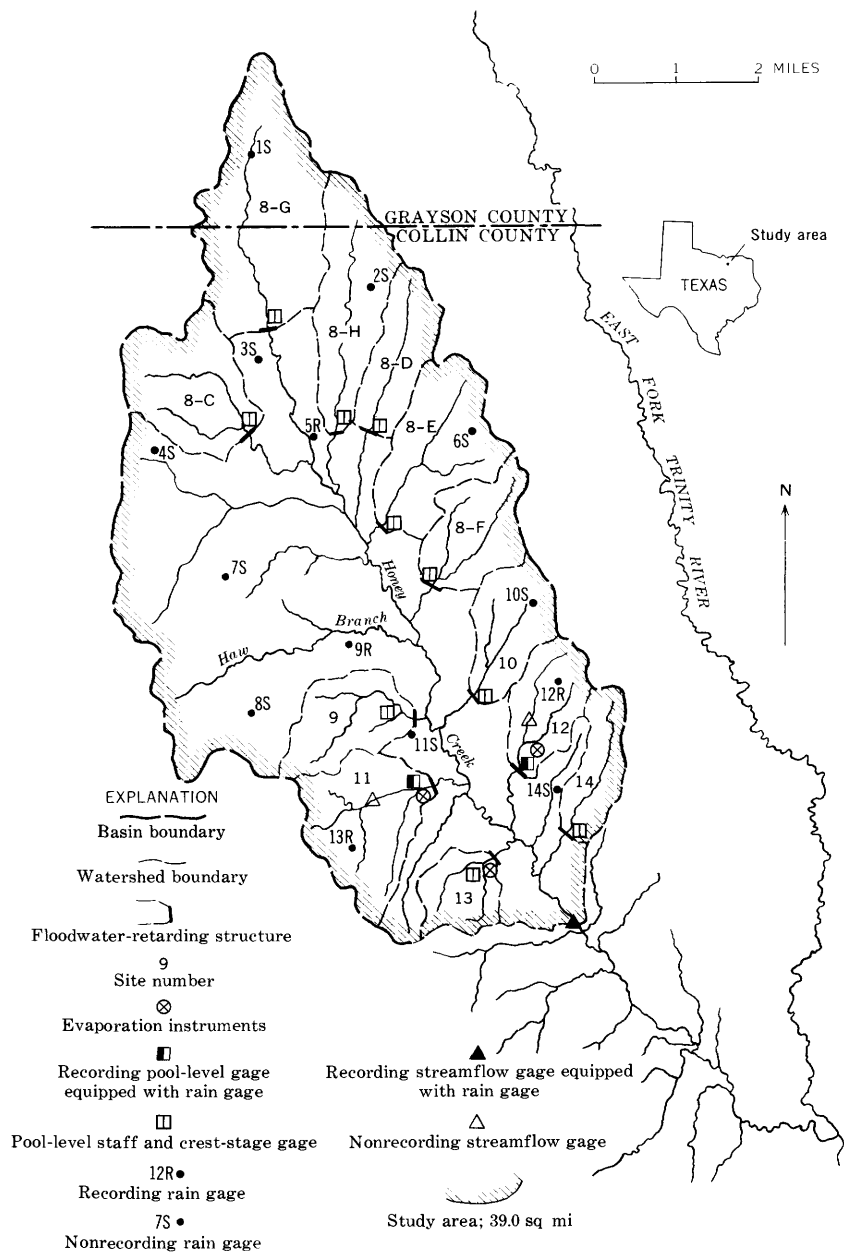 0 1 2 MILES
1S
8-G
GRAYSON COUNTY
COLLIN COUNTY
Study area
TEXAS
2S
EAST FORK TRINITY RIVER
8-H
3S
8-D
8-C
5R
8-E
6S
4S
N
8-F
7S
Honey
10S
Haw Branch
9R
10
12R
8S
9
12
11S
Creek
11
14S
14
13R
13
EXPLANATION
Basin boundary
Watershed boundary
Floodwater-retarding structure
9
Site number
Evaporation instruments
Recording pool-level gage
equipped with rain gage
Pool-level staff and crest-stage gage
12R
Recording rain gage
7S
Nonrecording rain gage
Recording streamflow gage equipped
with rain gage
Nonrecording streamflow gage
Study area; 39.0 sq mi